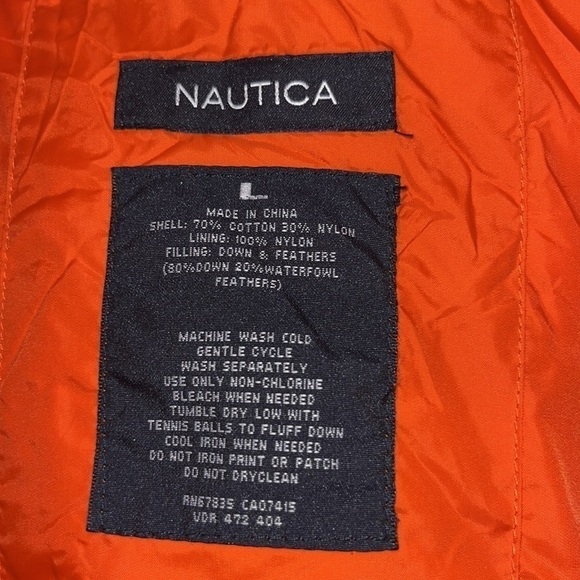 NAUTICA
L
MADE IN CHINA
SHELL: 70% COTTON 30% NYLON
LINING: 100% NYLON
FILLING: DOWN & FEATHERS
(80%DOWN 20%WATERFOWL
FEATHERS)
MACHINE WASH COLD
GENTLE CYCLE
WASH SEPARATELY
USE ONLY NON-CHLORINE
BLEACH WHEN NEEDED
TUMBLE DRY LOW WITH
TENNIS BALLS TO FLUFF DOWN
COOL IRON WHEN NEEDED
DO NOT IRON PRINT OR PATCH
DO NOT DRYCLEAN
RN67835 CA07415
VDR 472 404